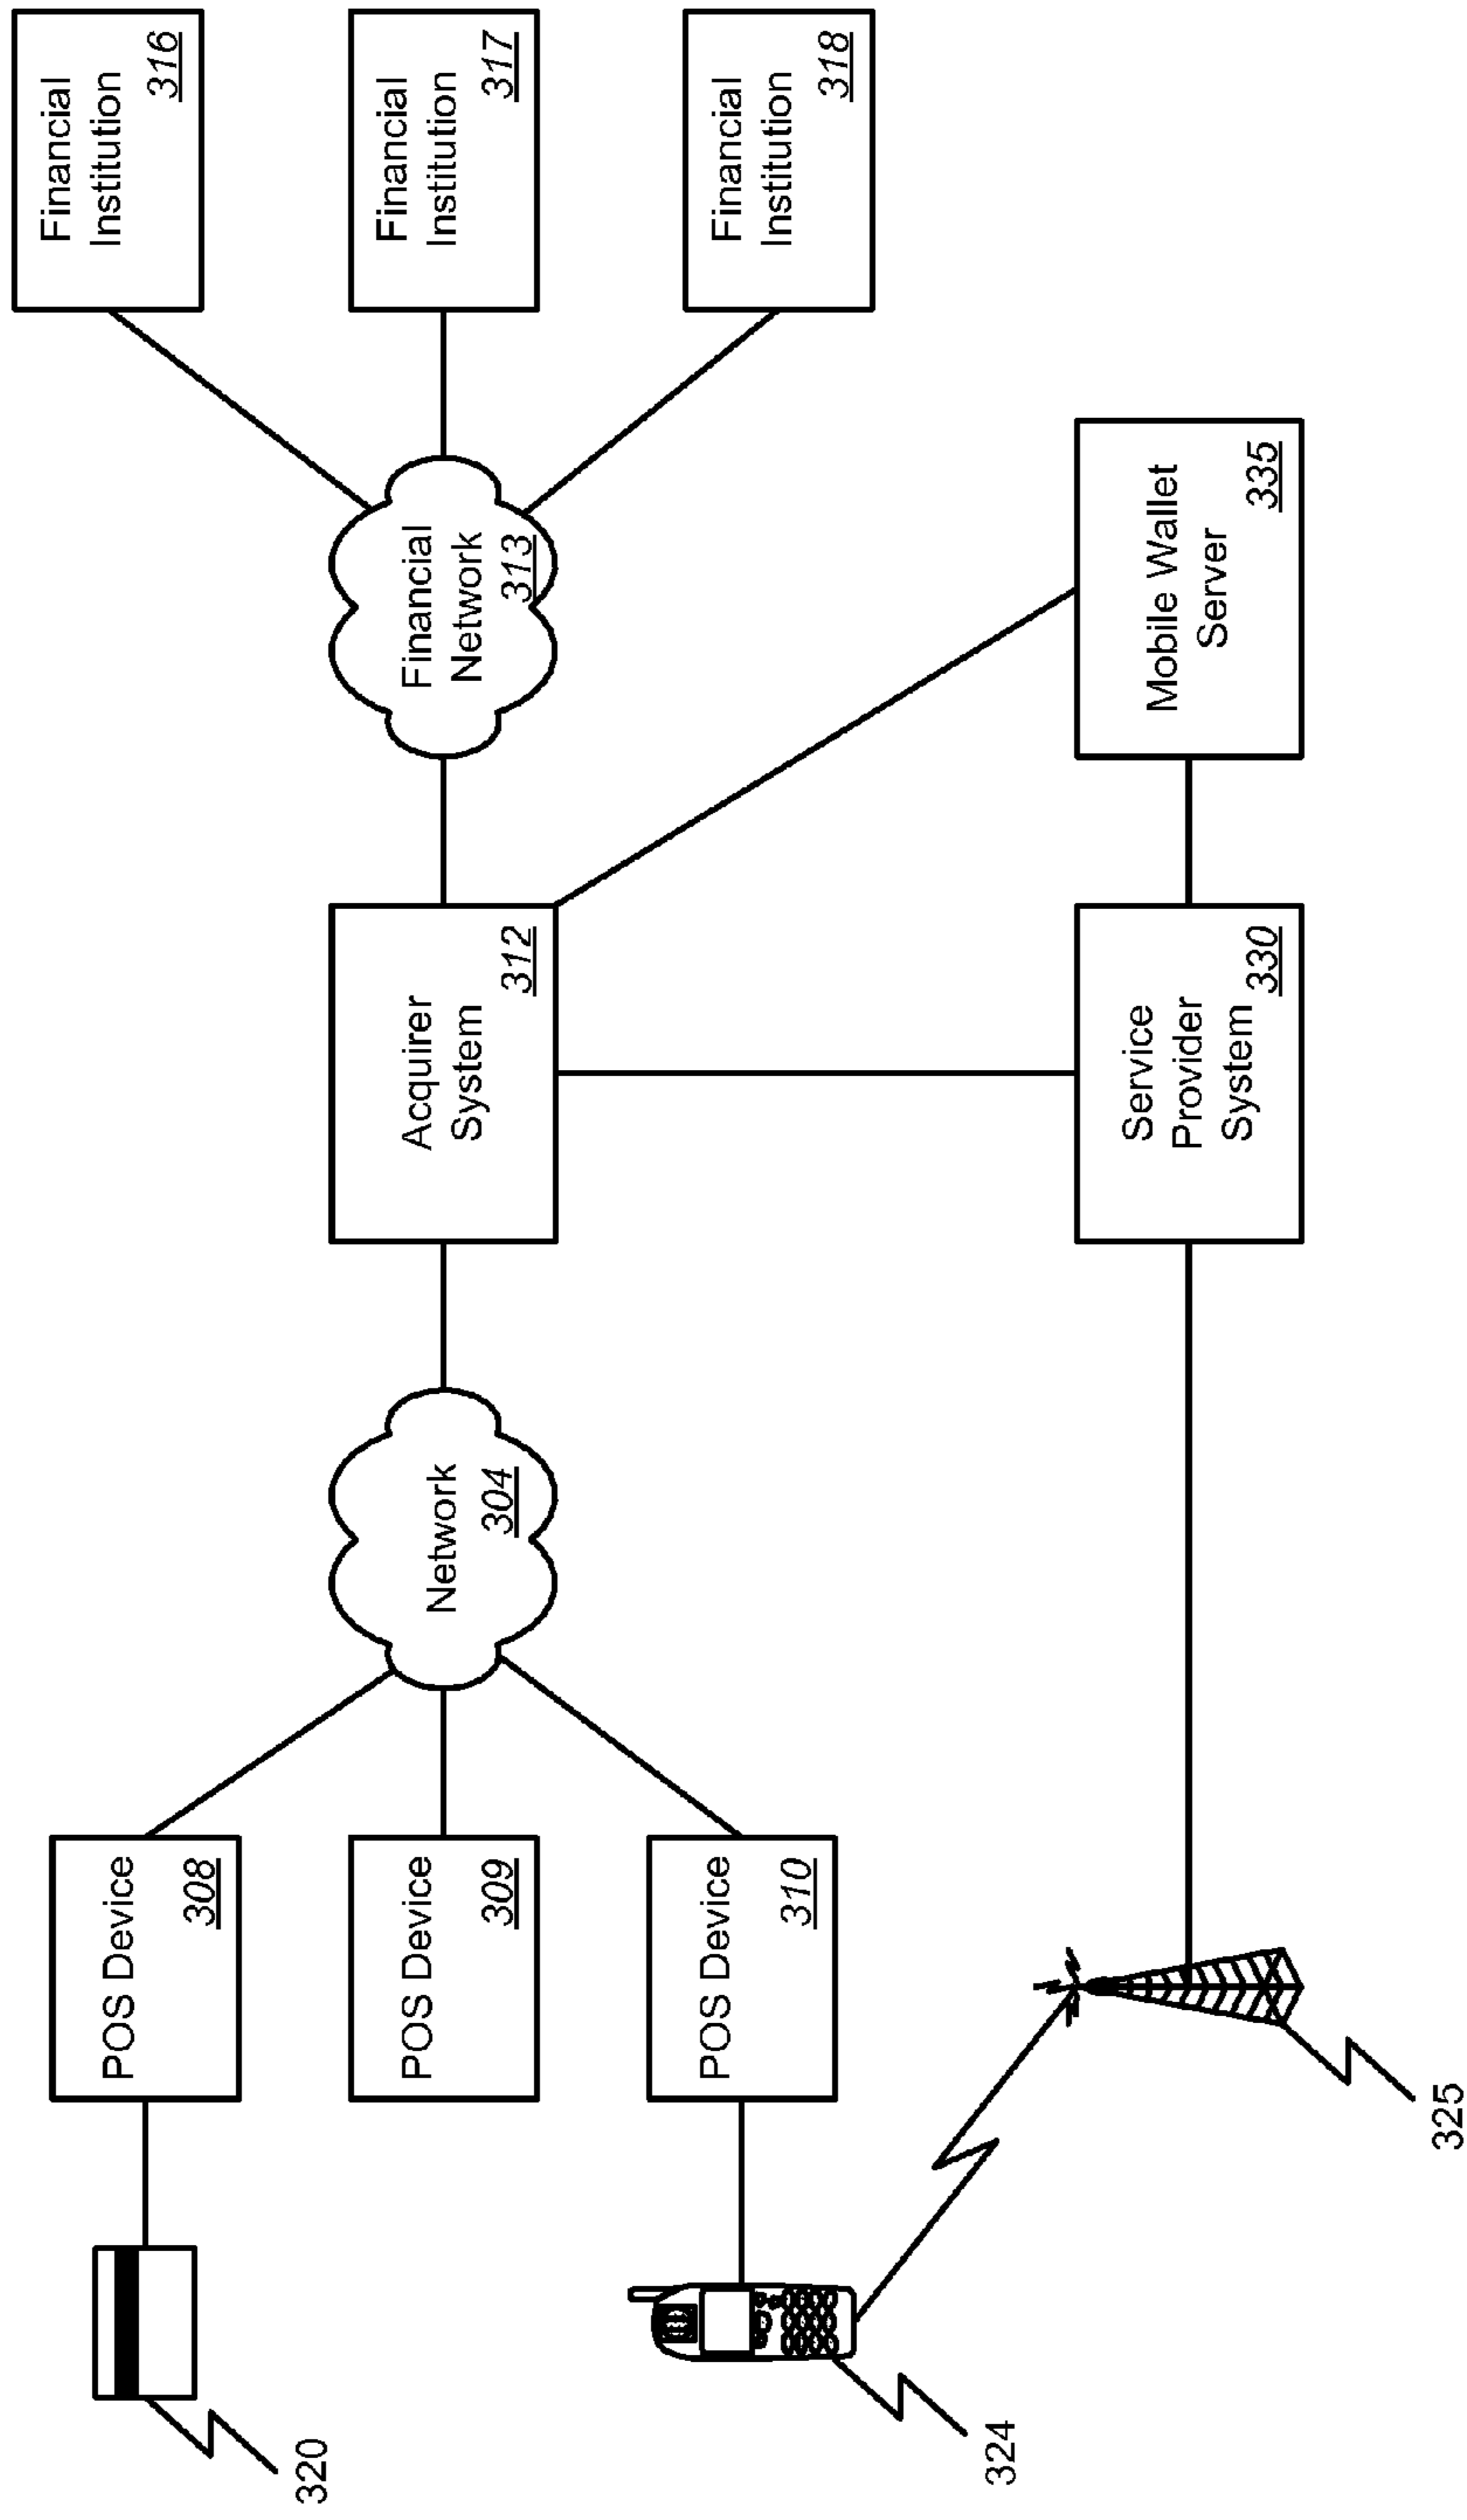 320
POS Device
308
POS Device
309
POS Device
310
324
325
Network
304
Acquirer
System
312
Service
Provider
System
330
Financial
Network
313
Mobile Wallet
Server
335
Financial
Institution
316
Financial
Institution
317
Financial
Institution
318